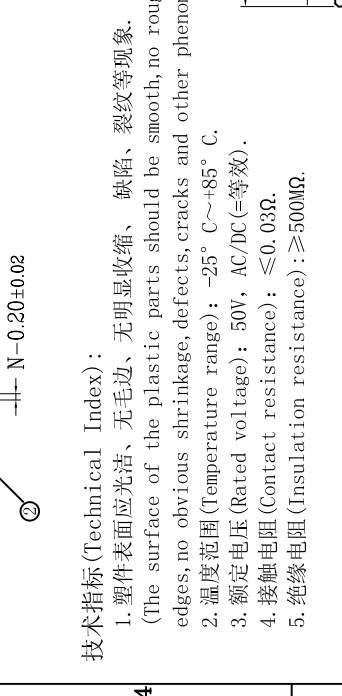 N-0.20±0.02
②
技术指标(Technical Index):
1.塑件表面应光洁、无毛边、无明显收缩、 缺陷、裂纹等现象.
(The surface of the plastic parts should be smooth,no
edges,no obvious shrinkage,defects,cracks and other
2.温度范围(Temperature range): -25° C～+85° C.
3.额定电压(Rated voltage): 50V, AC/DC(=等效).
4.接触电阻(Contact resistance): ≤0.03Ω.
5.绝缘电阻(Insulation resistance):≥500MΩ.
4